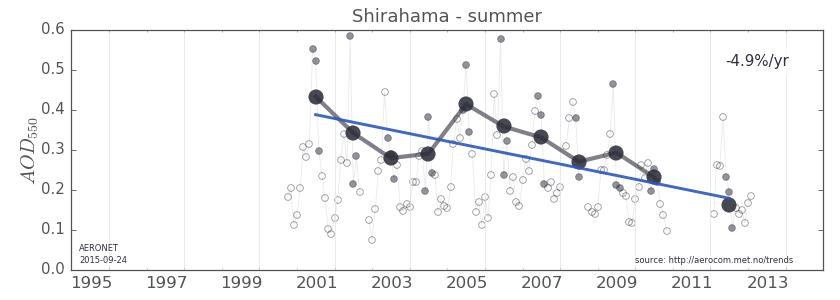 Shirahama - summer
0.6
0.5
0.4
0.3
0.2
0.1
0.0
AOD550
-4.9%/yr
AERONET
2015-09-24
source: http://aerocom.met.no/trends
1995 1997 1999 2001 2003 2005 2007 2009 2011 2013